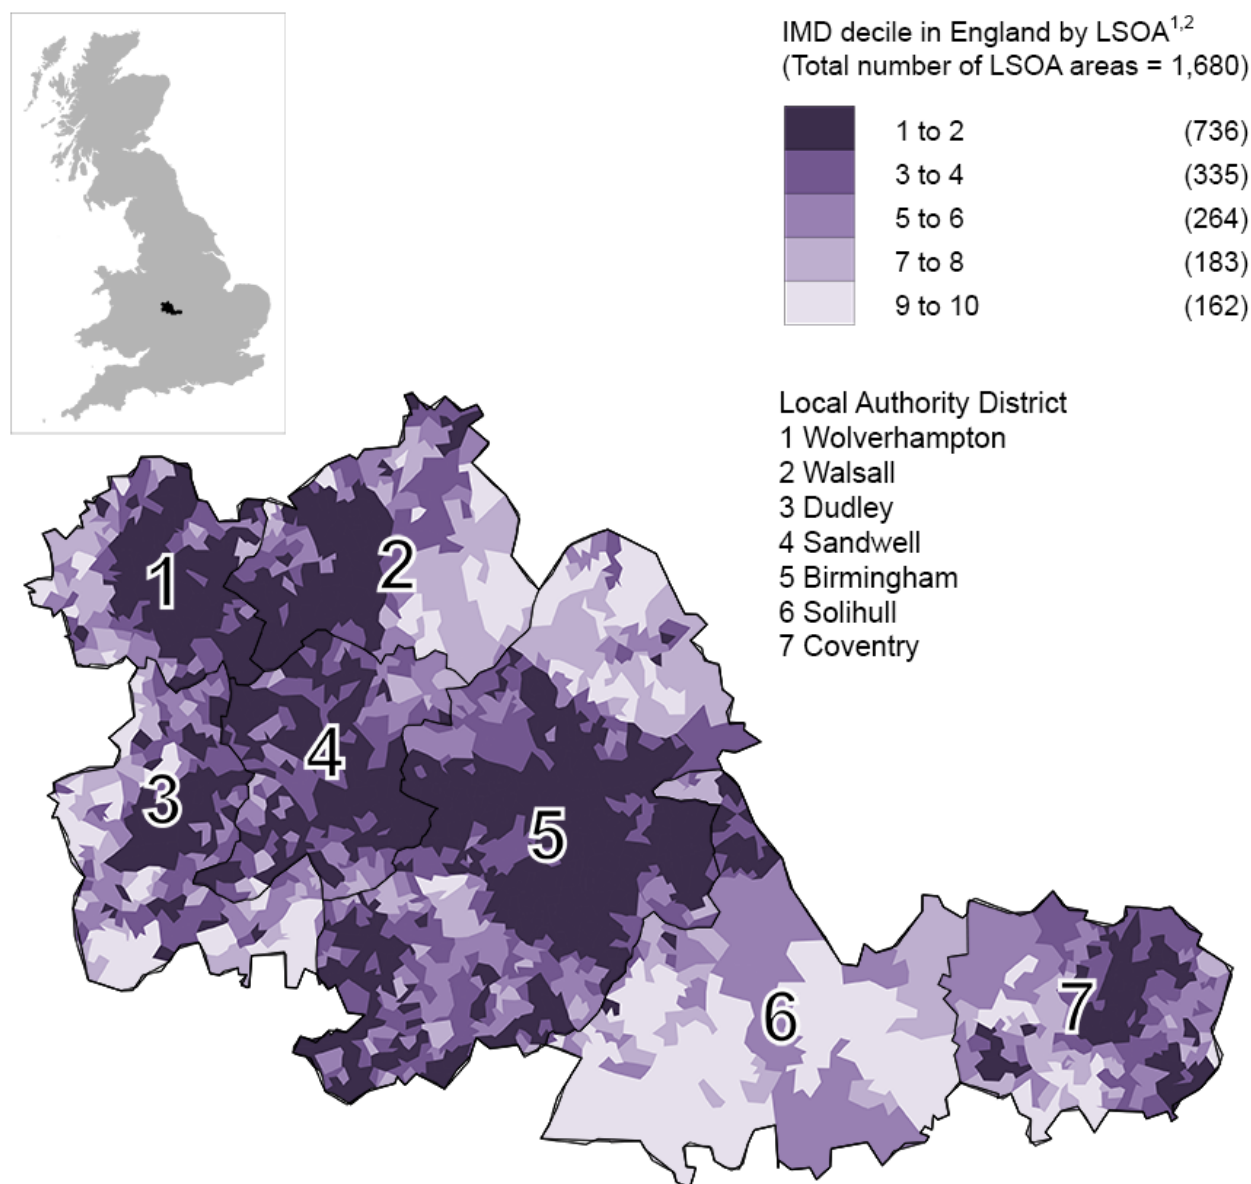 IMD decile in England by LSOA1,2
(Total number of LSOA areas = 1,680)
1 to 2 (736)
3 to 4 (335)
5 to 6 (264)
7 to 8 (183)
9 to 10 (162)
Local Authority District
1 Wolverhampton
2 Walsall
3 Dudley
4 Sandwell
5 Birmingham
6 Solihull
7 Coventry
1
2
3
4
5
6
7